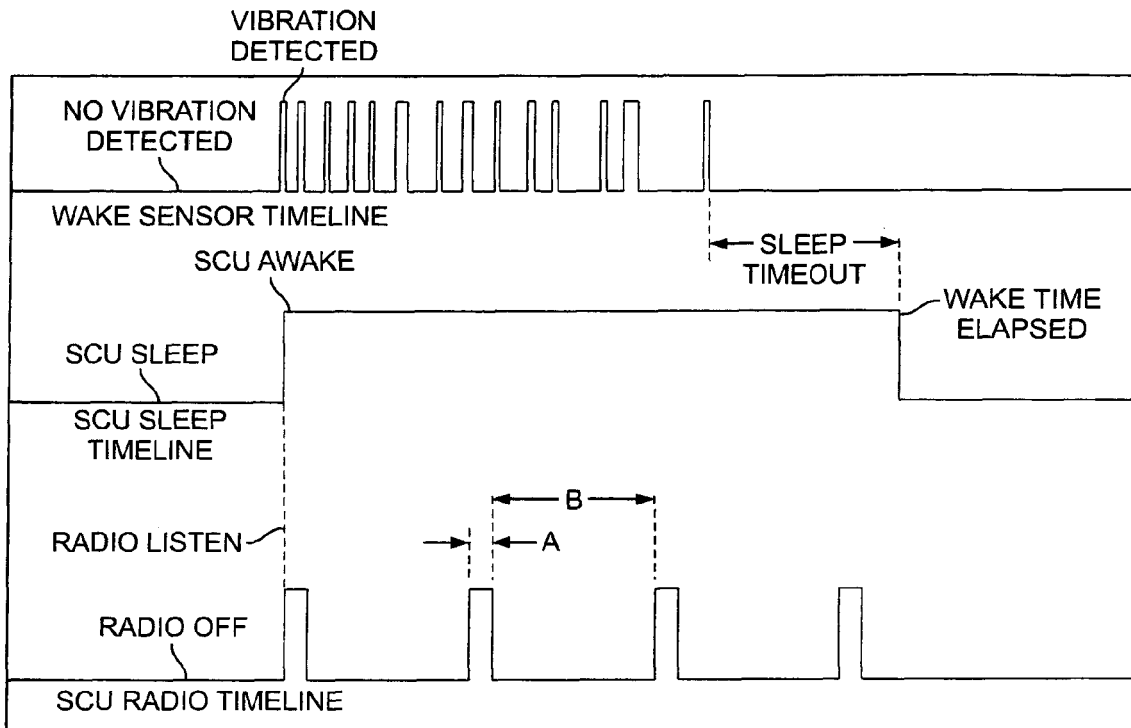 VIBRATION
DETECTED
NO VIBRATION
DETECTED
WAKE SENSOR TIMELINE
SCU AWAKE
SLEEP
TIMEOUT
WAKE TIME
ELAPSED
SCU SLEEP
SCU SLEEP
TIMELINE
B
RADIO LISTEN
A
RADIO OFF
SCU RADIO TIMELINE